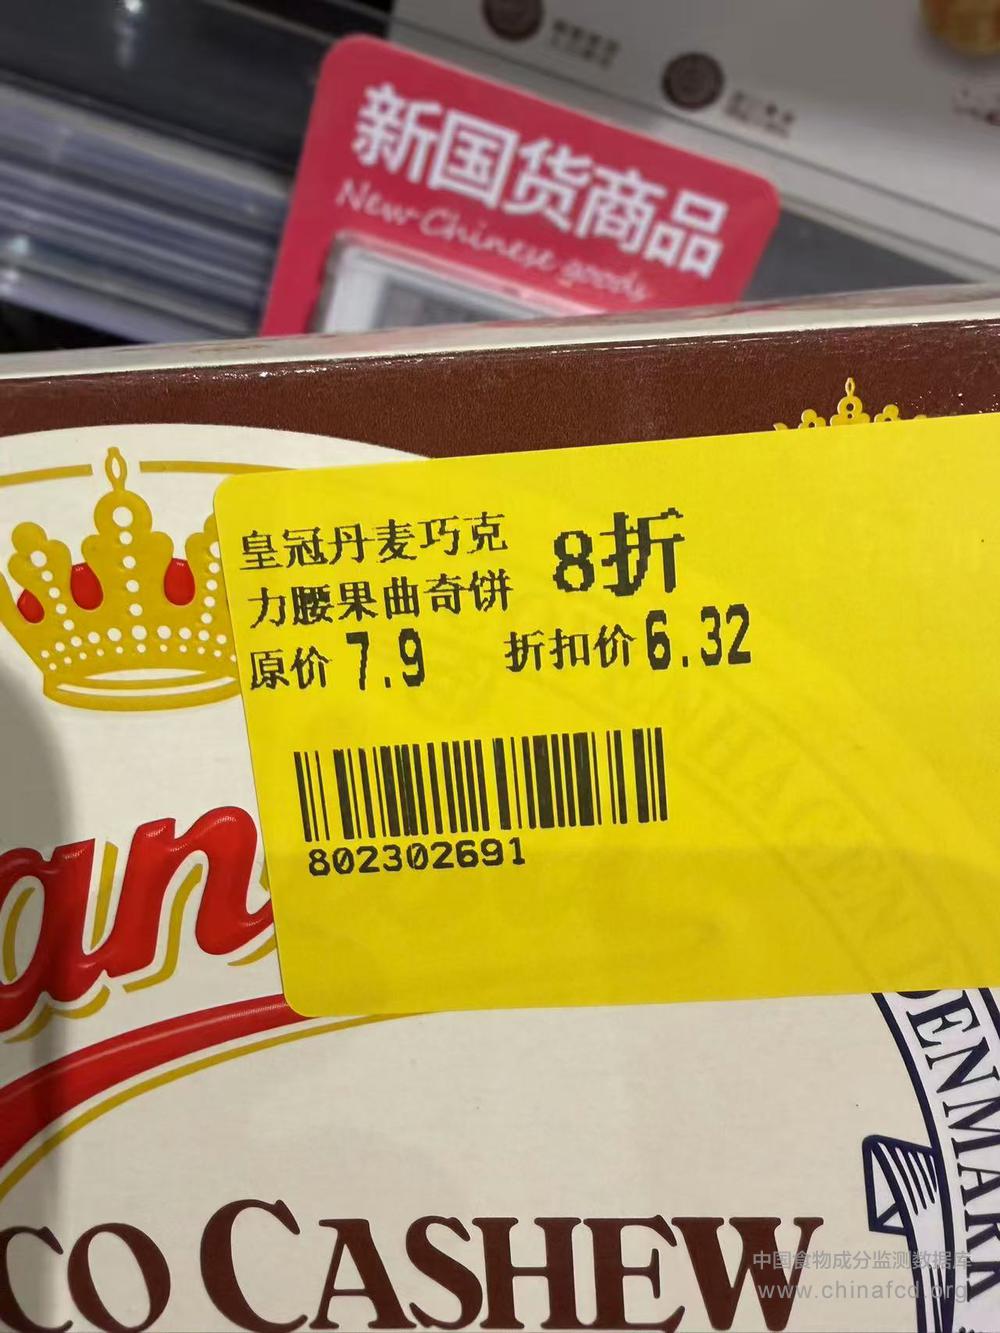 新国货商品
New Chinese goods
皇冠丹麦巧克
力腰果曲奇饼
8折
原价 7.9 折扣价 6.32
802302691
an
DENMARK
CO CASHEW
中国食物成分监测数据库
www.chinafcd.org